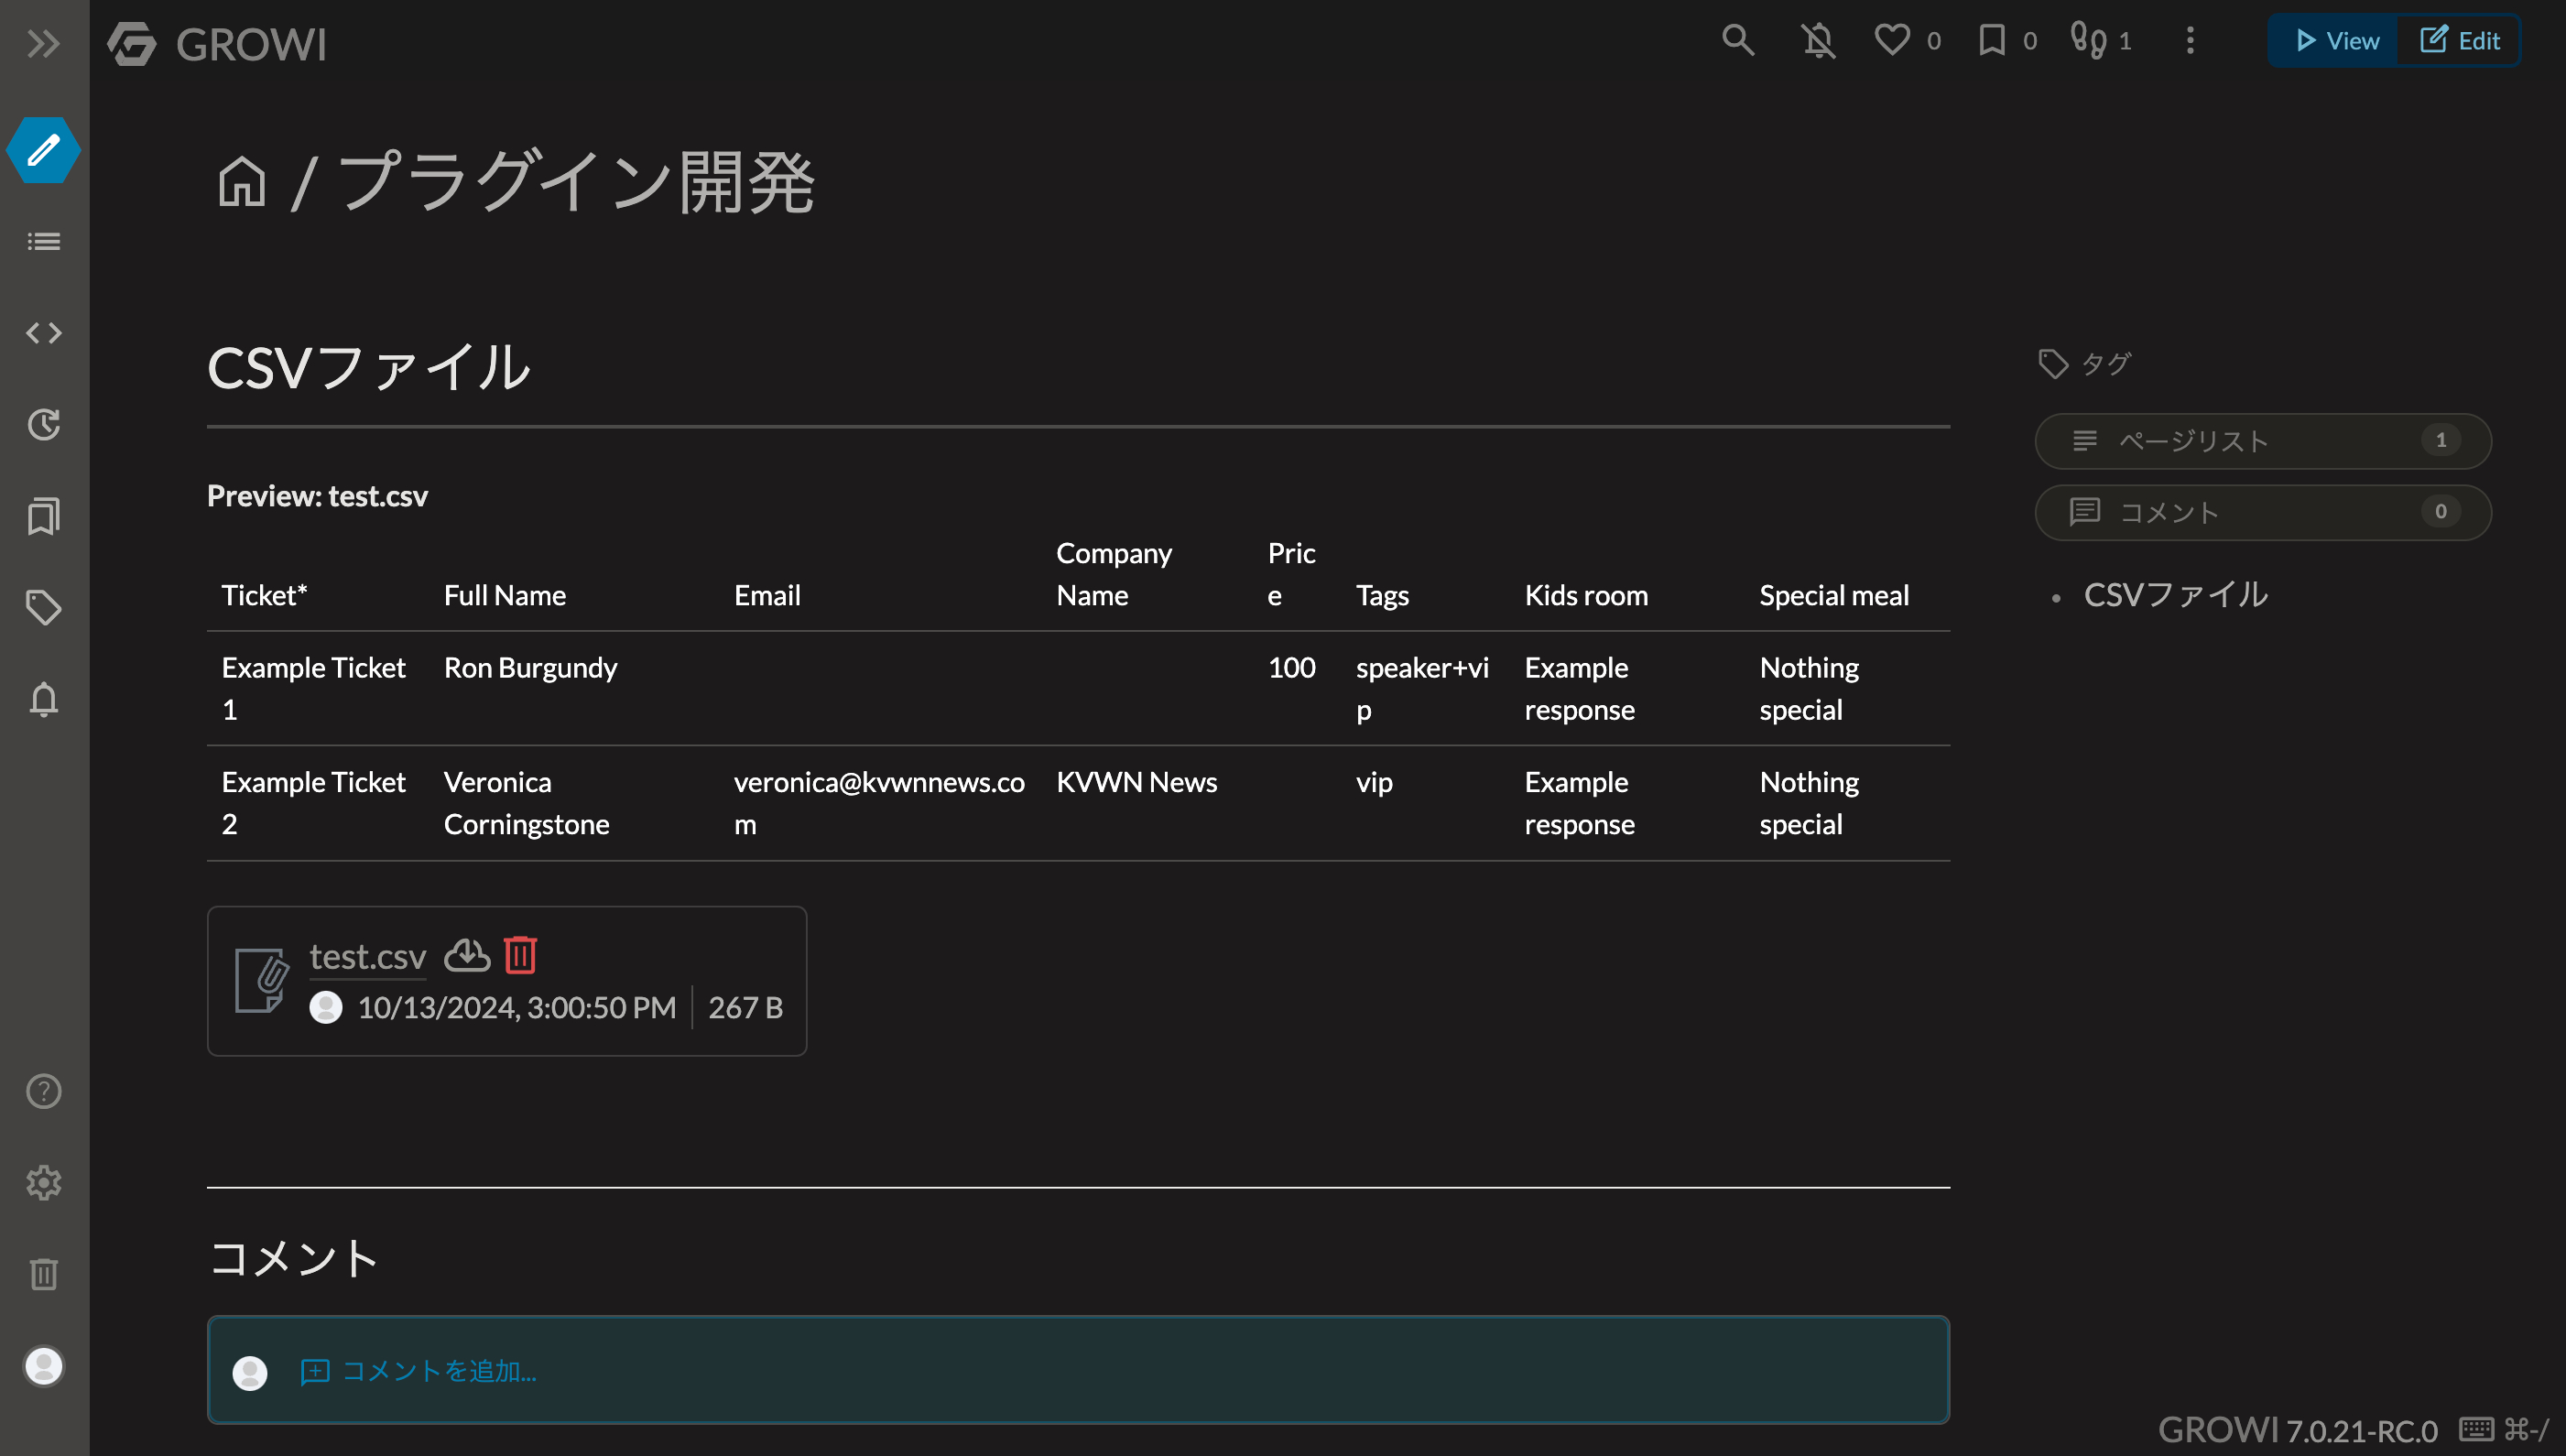 GROWI
0
0
1
View
Edit
/ プラグイン開発
CSVファイル
タグ
ページリスト 1
コメント 0
CSVファイル
Preview: test.csv
Ticket* Full Name Email Company Name Price Tags Kids room Special meal
Example Ticket 1 Ron Burgundy 100 speaker+vip Example response Nothing special
Example Ticket 2 Veronica Corningstone veronica@kvwnnews.com KVWN News vip Example response Nothing special
test.csv
10/13/2024, 3:00:50 PM 267 B
コメント
コメントを追加...
GROWI 7.0.21-RC.0 ⌘-/